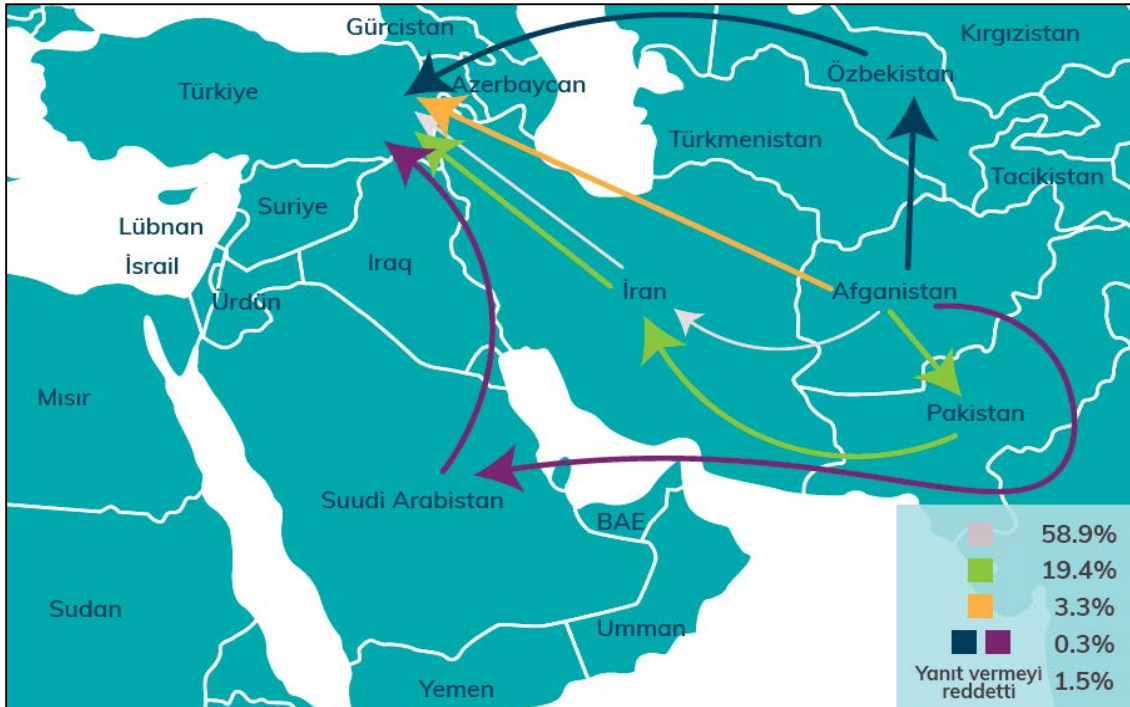 Gürcistan
Kırgızistan
Azerbaycan
Özbekistan
Türkiye
Türkmenistan
Tacikistan
Suriye
Lübnan
İsrail
Iraq
Ürdün
İran
Afganistan
Mısır
Pakistan
Suudi Arabistan
BAE
Sudan
Umman
Yemen
58.9%
19.4%
3.3%
0.3%
Yanıt vermeyi
reddetti
1.5%